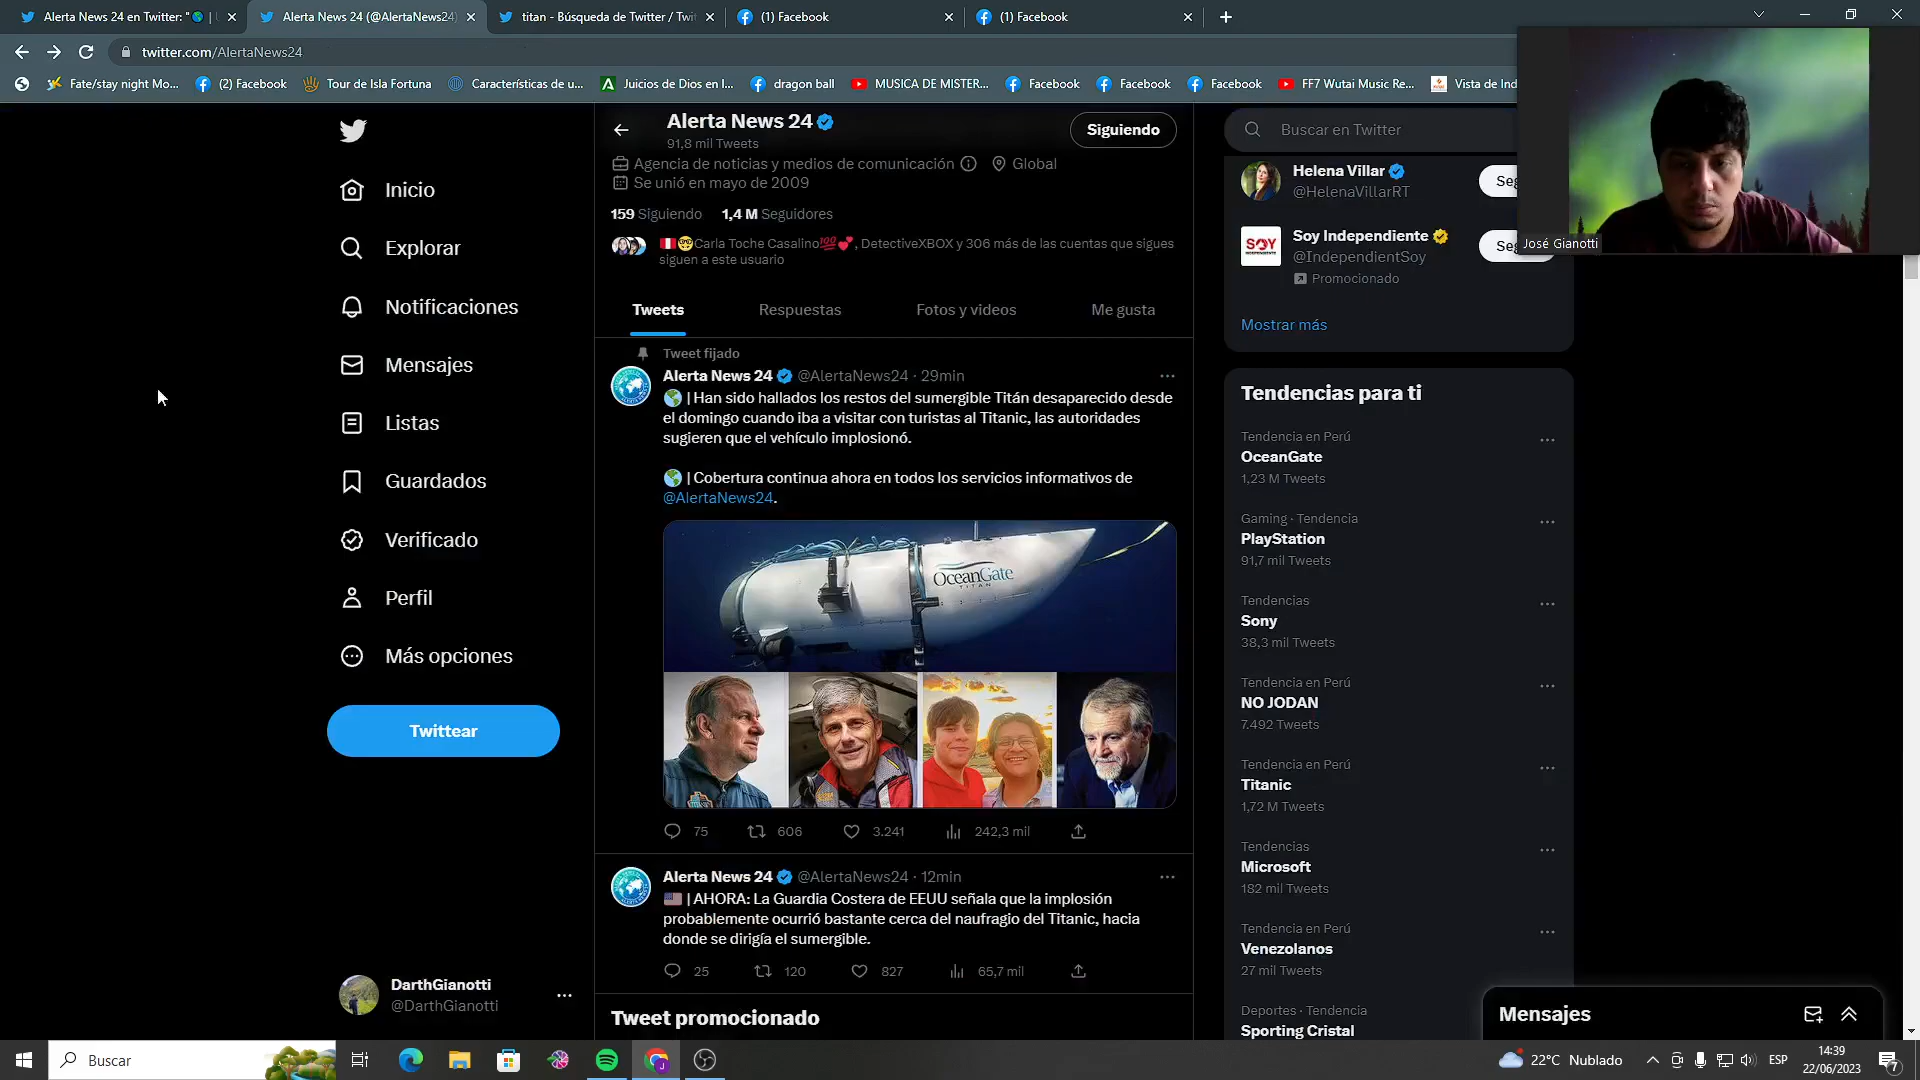 Alerta News 24 en Twitter: "🌎 | 
Alerta News 24 (@AlertaNews24)
titan - Búsqueda de Twitter / Twi
(1) Facebook
(1) Facebook
twitter.com/AlertaNews24
Fate/stay night Mo...
(2) Facebook
Tour de Isla Fortuna
Características de u...
Juicios de Dios en l...
dragon ball
MUSICA DE MISTER...
Facebook
Facebook
Facebook
FF7 Wutai Music Re...
Vista de Ind
José Gianotti
Inicio
Explorar
Notificaciones
Mensajes
Listas
Guardados
Verificado
Perfil
Más opciones
Twittear
DarthGianotti
@DarthGianotti
Alerta News 24
91,8 mil Tweets
Siguiendo
Agencia de noticias y medios de comunicación
Global
Se unió en mayo de 2009
159 Siguiendo 1,4 M Seguidores
🇵🇪🤓Carla Toche Casalino💯💕, DetectiveXBOX y 306 más de las cuentas que sigues
siguen a este usuario
Tweets
Respuestas
Fotos y videos
Me gusta
Tweet fijado
Alerta News 24 @AlertaNews24 · 29min
🌎 | Han sido hallados los restos del sumergible Titán desaparecido desde
el domingo cuando iba a visitar con turistas al Titanic, las autoridades
sugieren que el vehículo implosionó.
🌎 | Cobertura continua ahora en todos los servicios informativos de
@AlertaNews24.
OceanGate
TITAN
75 606 3.241 242,3 mil
Alerta News 24 @AlertaNews24 · 12min
🇺🇸 | AHORA: La Guardia Costera de EEUU señala que la implosión
probablemente ocurrió bastante cerca del naufragio del Titanic, hacia
donde se dirigía el sumergible.
25 120 827 65,7 mil
Tweet promocionado
Buscar en Twitter
Helena Villar
@HelenaVillarRT
Seg
SOY
INDEPENDIENTE
Soy Independiente
@IndependientSoy
Promocionado
Seg
Mostrar más
Tendencias para ti
Tendencia en Perú
OceanGate
1,23 M Tweets
Gaming · Tendencia
PlayStation
91,7 mil Tweets
Tendencias
Sony
38,3 mil Tweets
Tendencia en Perú
NO JODAN
7.492 Tweets
Tendencia en Perú
Titanic
1,72 M Tweets
Tendencias
Microsoft
182 mil Tweets
Tendencia en Perú
Venezolanos
27 mil Tweets
Deportes · Tendencia
Sporting Cristal
Mensajes
Buscar
22°C Nublado
ESP
14:39
22/06/2023
7